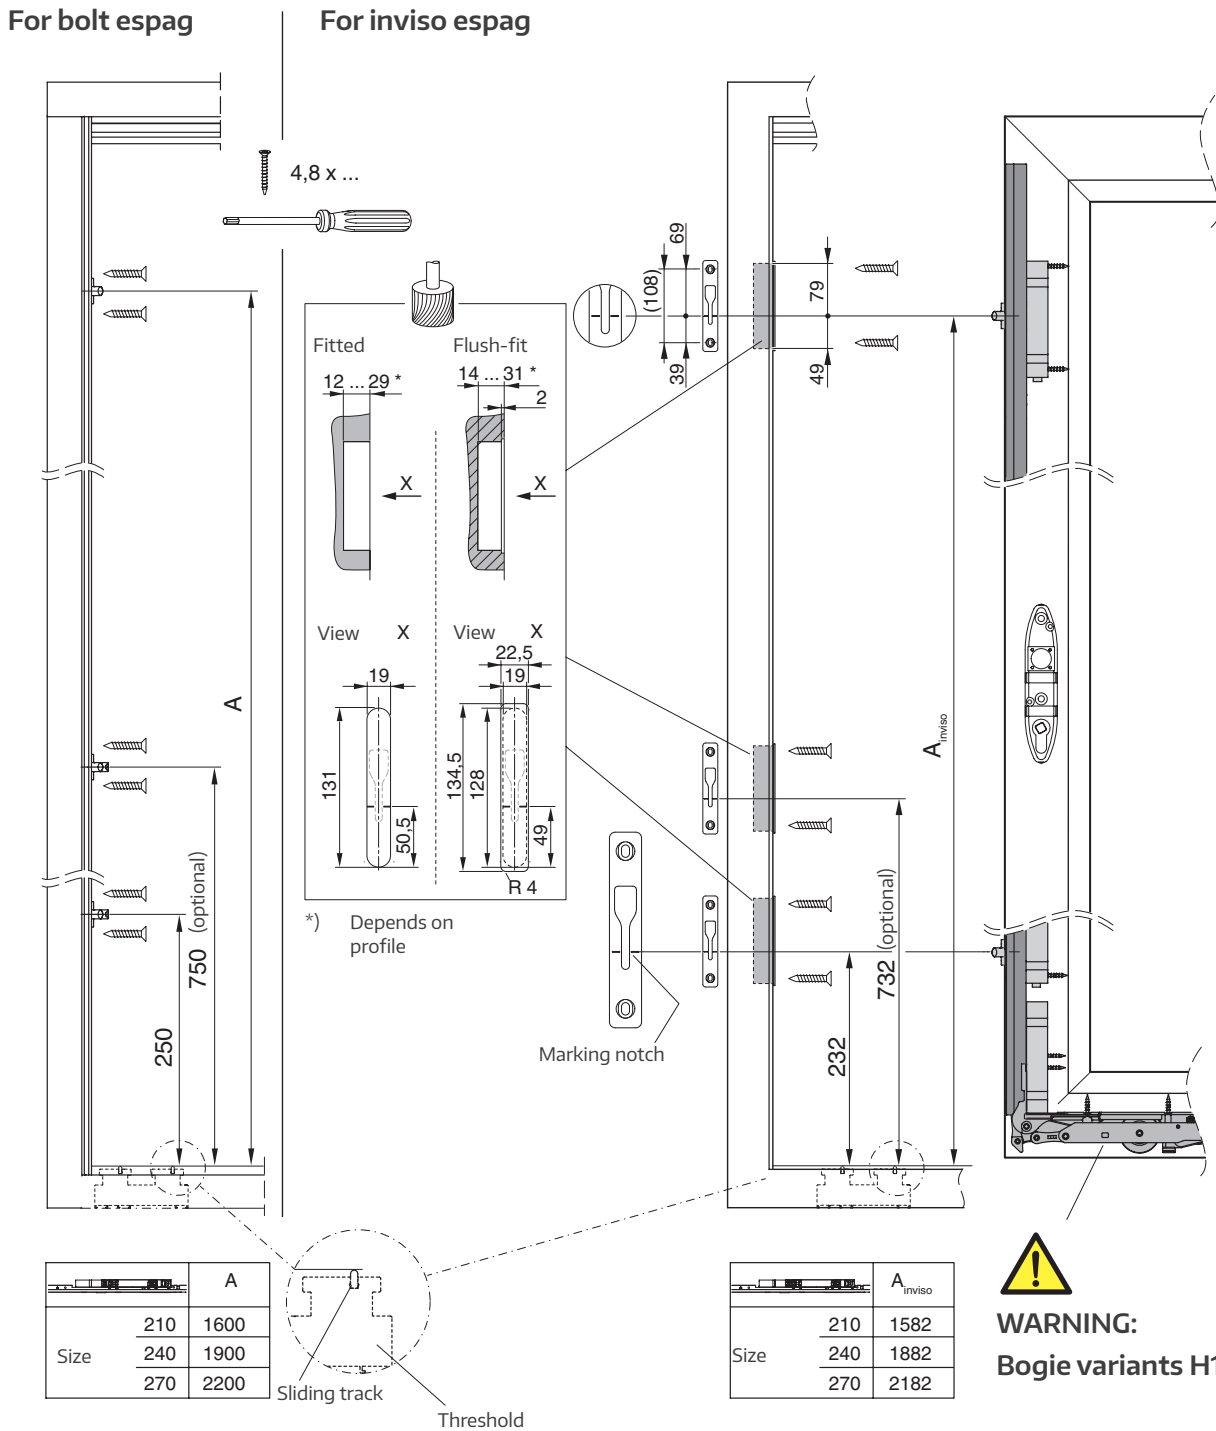 For bolt espag
For inviso espag
4,8 x ...
Fitted
Flush-fit
12 ... 29 *
14 ... 31 *
2
X
X
View X
View X
19
22,5
19
131
50,5
134,5
128
49
R 4
*) Depends on
profile
A
750 (optional)
250
(108)
69
39
79
49
A inviso
732 (optional)
232
Marking notch
A
Size
210 1600
240 1900
270 2200
Sliding track
Threshold
A inviso
Size
210 1582
240 1882
270 2182
WARNING:
Bogie variants H1